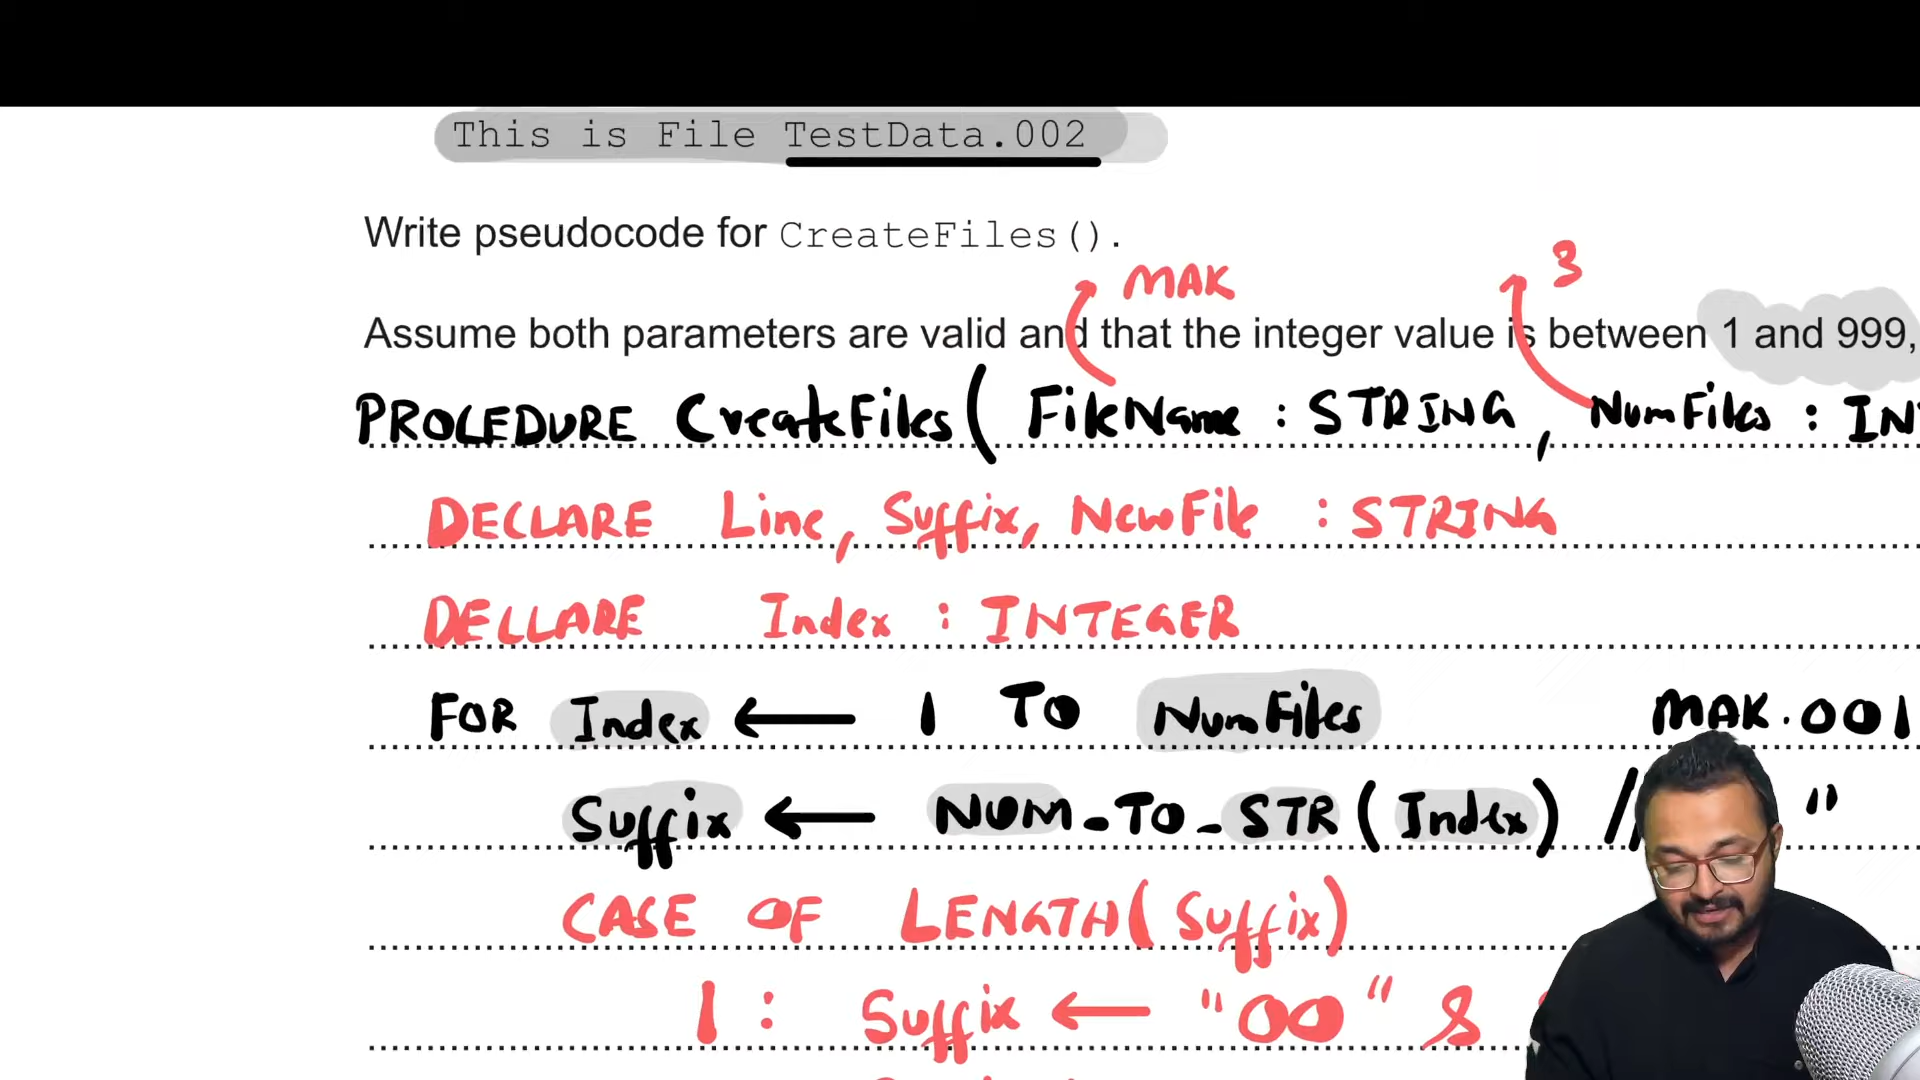 This is File TestData.002
Write pseudocode for CreateFiles().
MAK
3
Assume both parameters are valid and that the integer value is between 1 and 999,
PROCEDURE CreateFiles( FileName : STRING, NumFiles : INT
DECLARE Line, Suffix, NewFile : STRING
DECLARE Index : INTEGER
FOR Index ← 1 TO NumFiles MAK.001
Suffix ← NUM_TO_STR(Index) // "
CASE OF LENGTH(Suffix)
1 : Suffix ← "00" &